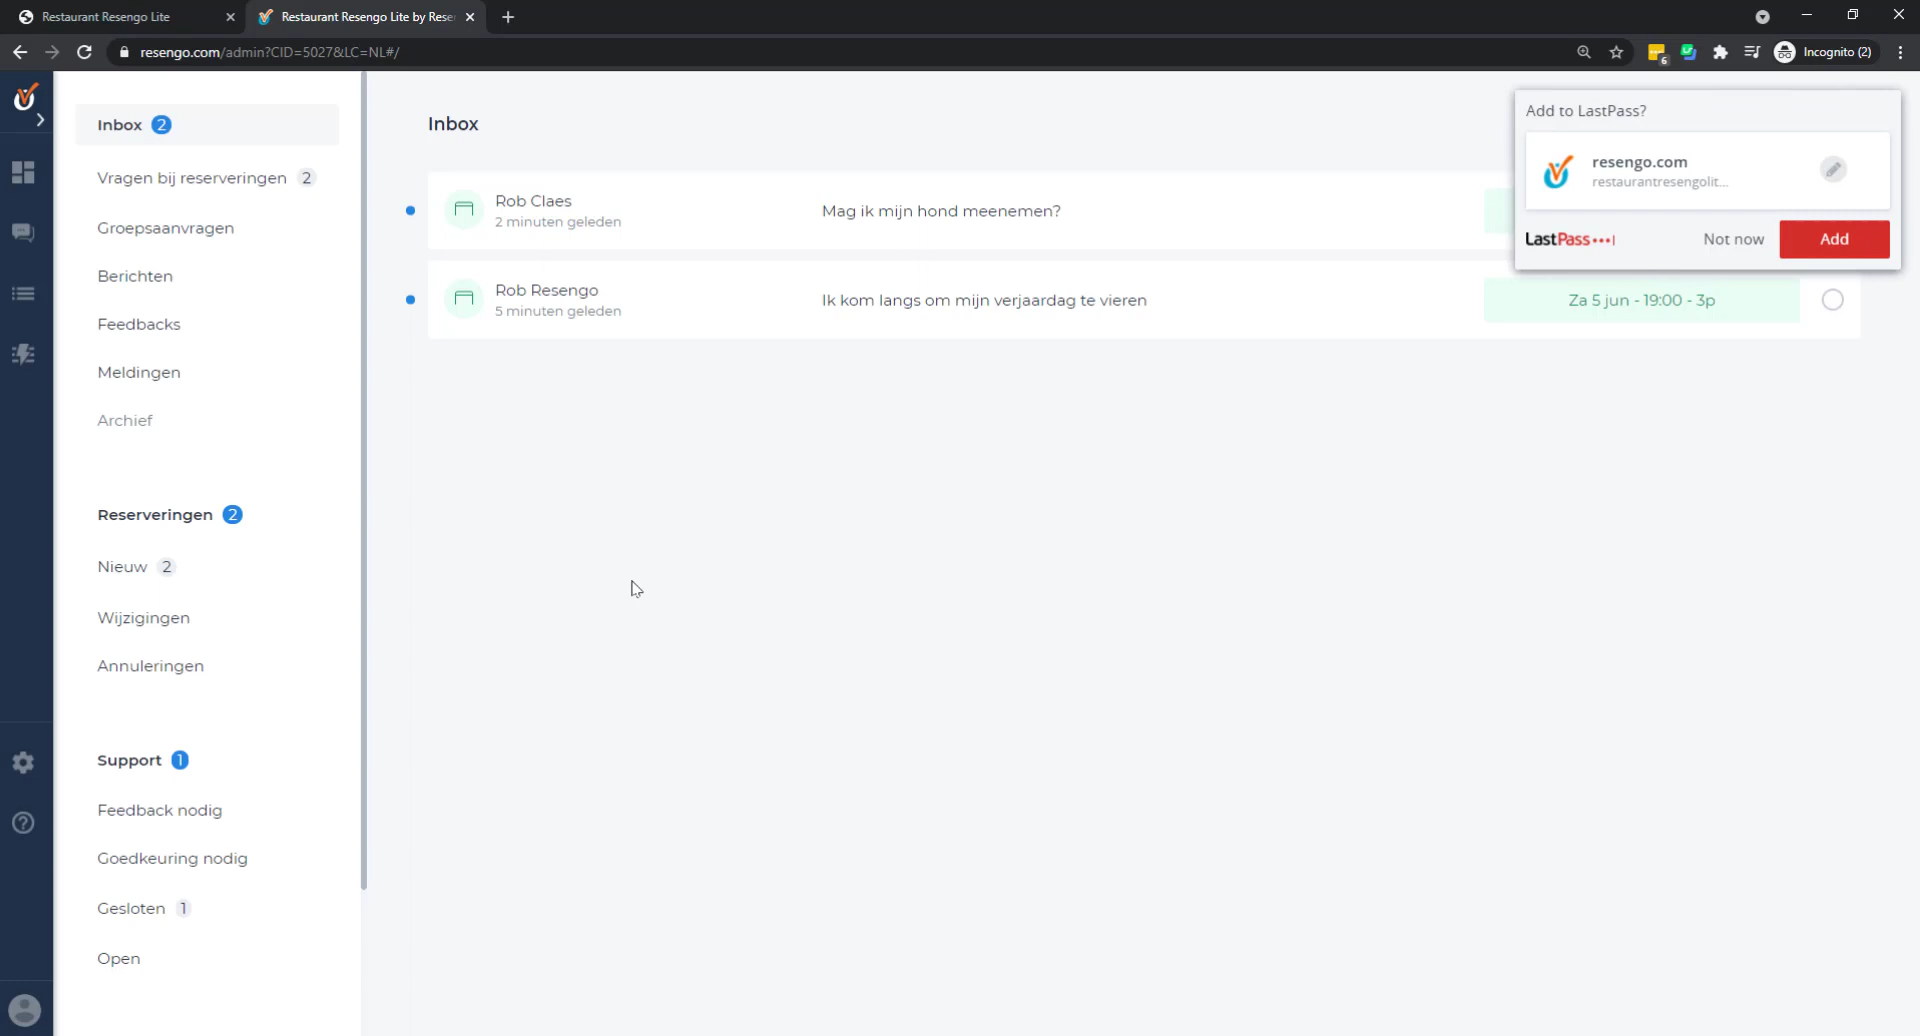 Restaurant Resengo Lite
Restaurant Resengo Lite by Rese
resengo.com/admin?CID=5027&LC=NL#/
6
Incognito (2)
Inbox 2
Vragen bij reserveringen 2
Groepsaanvragen
Berichten
Feedbacks
Meldingen
Archief
Reserveringen 2
Nieuw 2
Wijzigingen
Annuleringen
Support 1
Feedback nodig
Goedkeuring nodig
Gesloten 1
Open
Inbox
Rob Claes
2 minuten geleden
Mag ik mijn hond meenemen?
Rob Resengo
5 minuten geleden
Ik kom langs om mijn verjaardag te vieren
Za 5 jun - 19:00 - 3p
Add to LastPass?
resengo.com
restaurantresengolit...
LastPass
Not now
Add